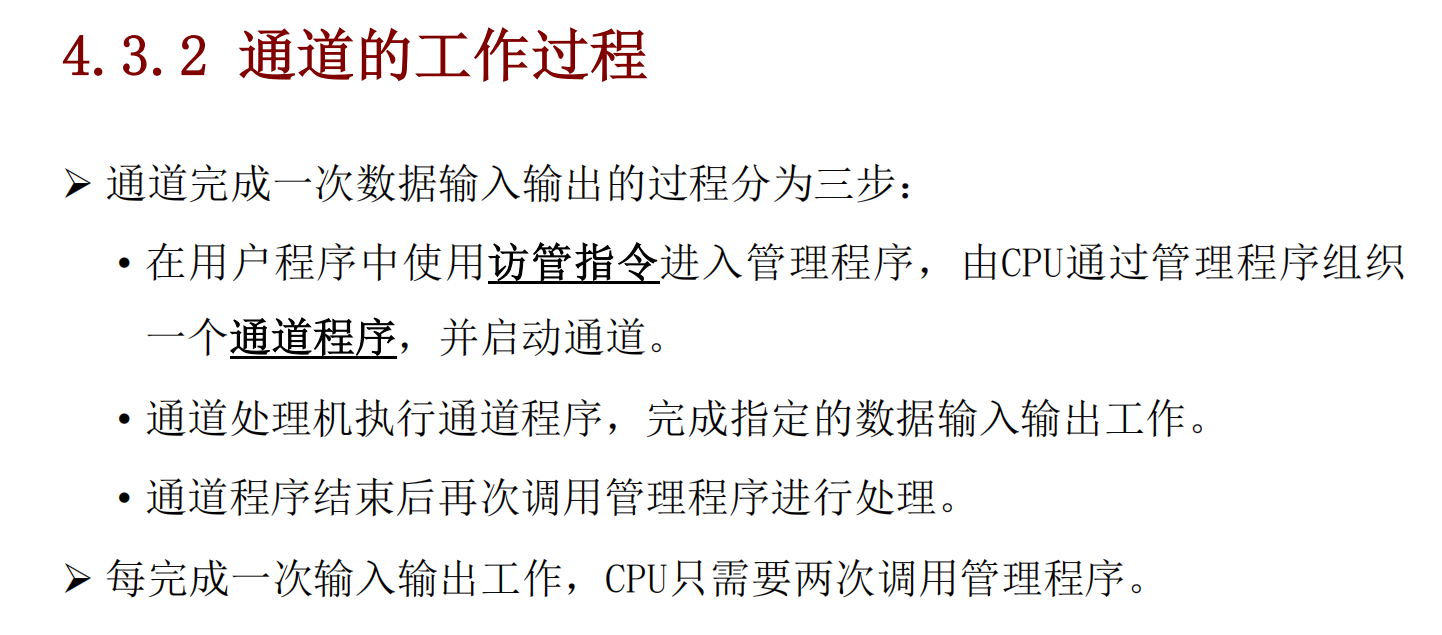 4.3.2 通道的工作过程
➢ 通道完成一次数据输入输出的过程分为三步：
• 在用户程序中使用访管指令进入管理程序，由CPU通过管理程序组织
一个通道程序，并启动通道。
• 通道处理机执行通道程序，完成指定的数据输入输出工作。
• 通道程序结束后再次调用管理程序进行处理。
➢ 每完成一次输入输出工作，CPU只需要两次调用管理程序。